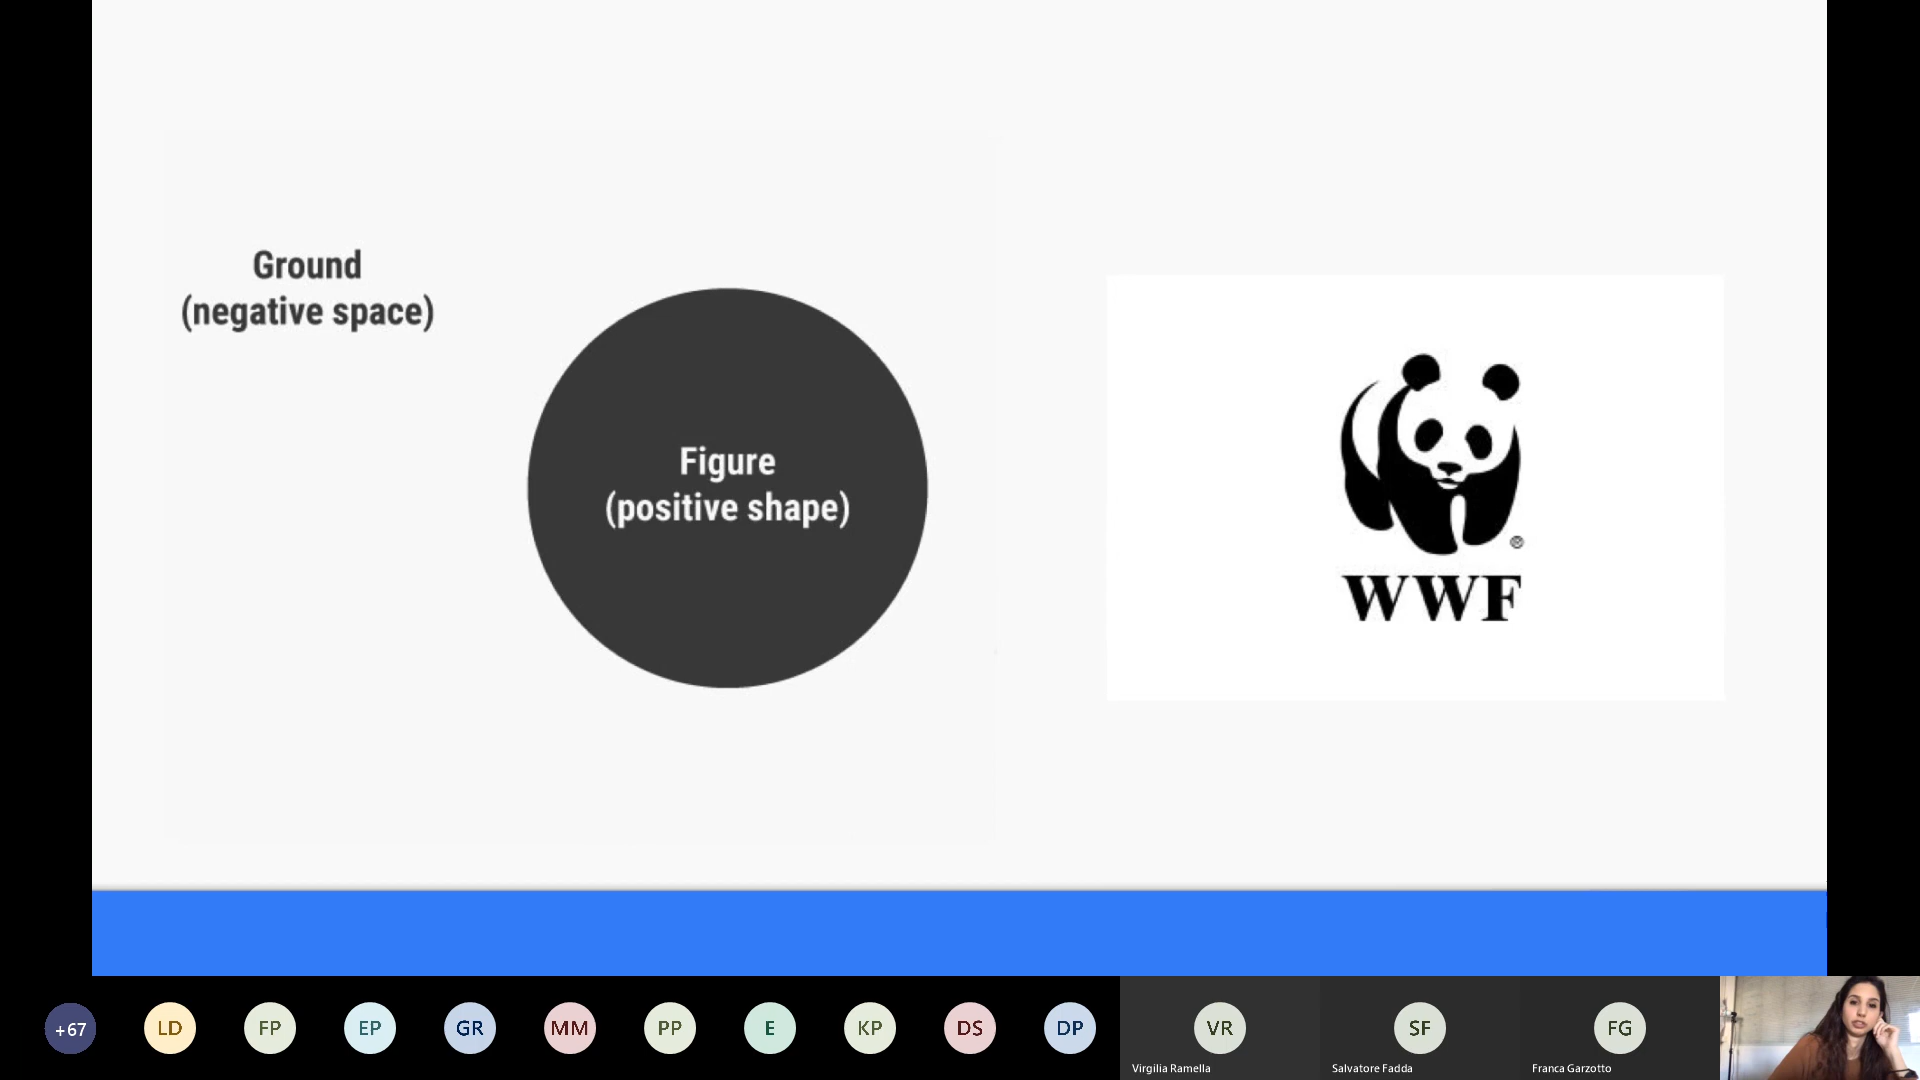 Ground
(negative space)
Figure
(positive shape)
®
WWF
+67
LD
FP
EP
GR
MM
PP
E
KP
DS
DP
VR
SF
FG
Virgilia Ramella
Salvatore Fadda
Franca Garzotto